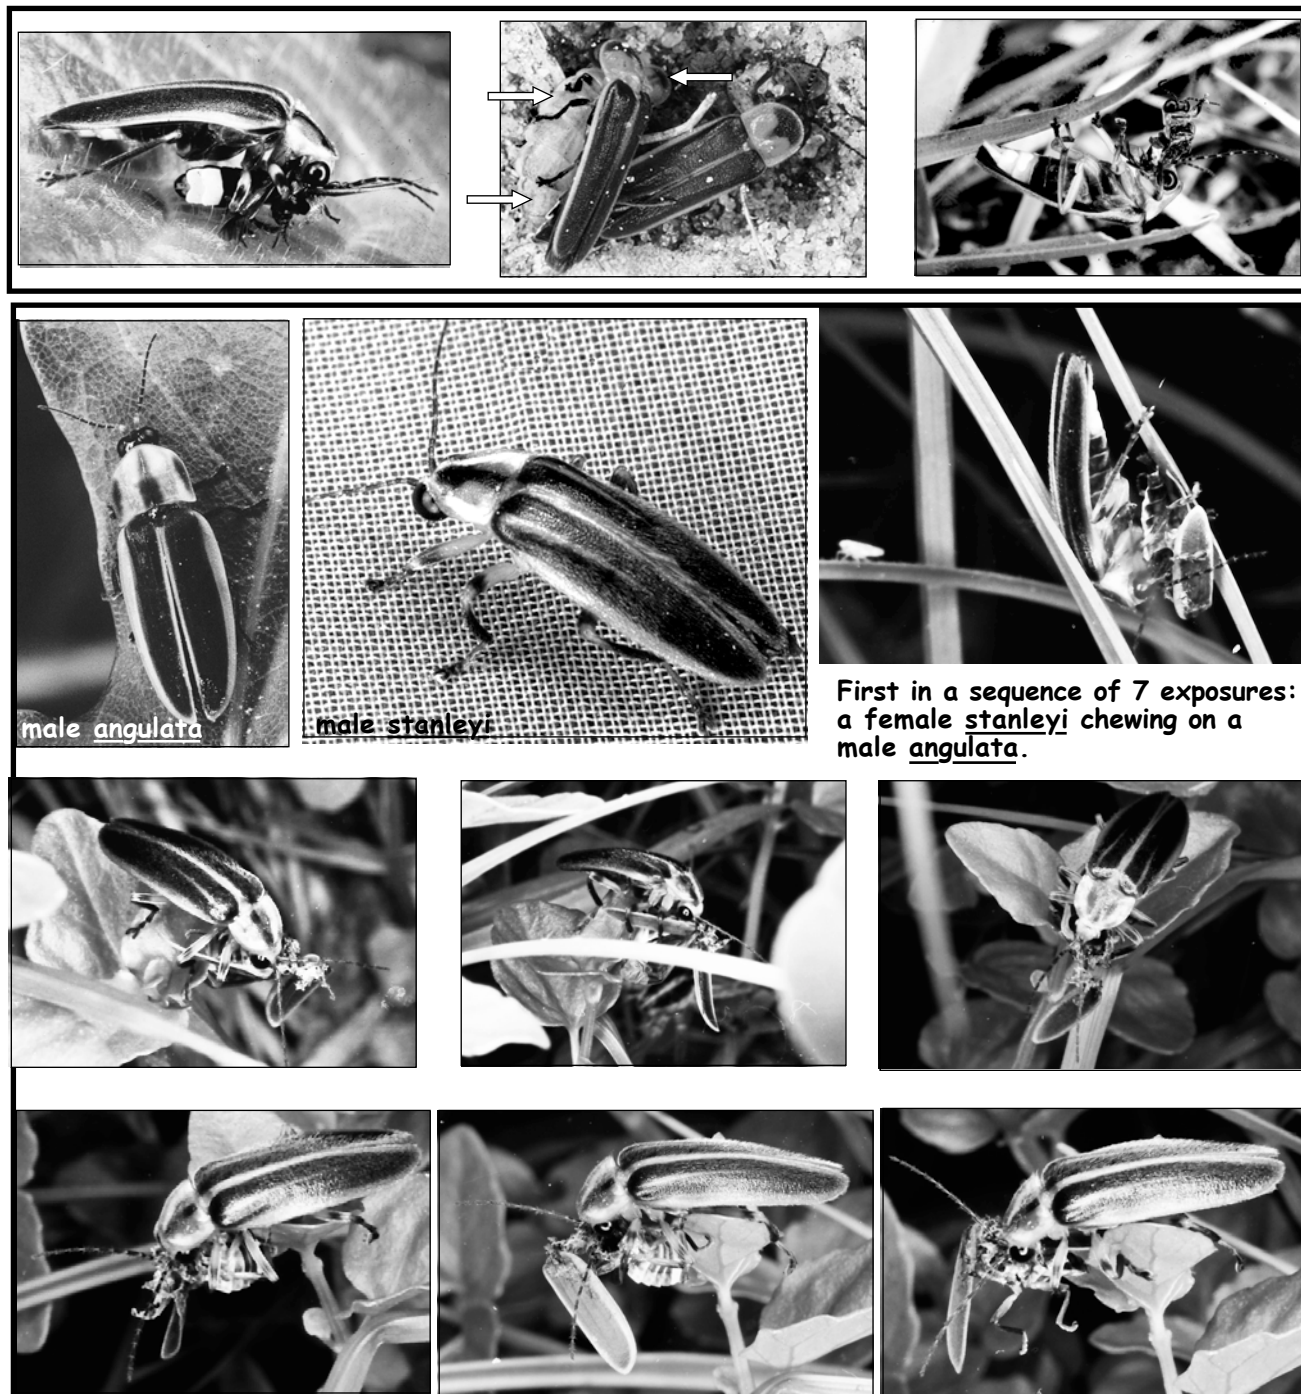 male angulata
male stanleyi
First in a sequence of 7 exposures:
a female stanleyi chewing on a
male angulata.